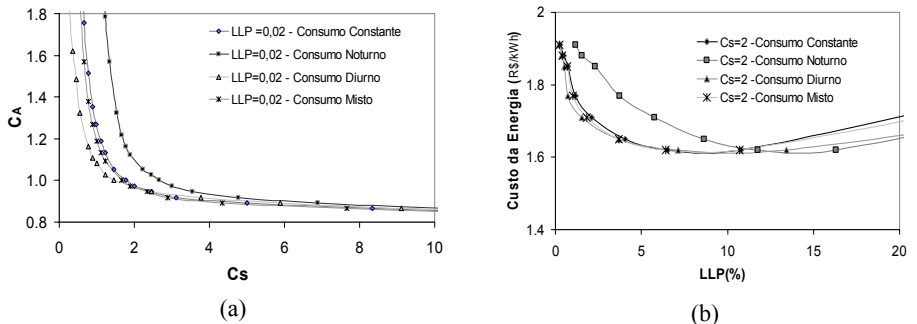 CA
1.8
1.6
1.4
1.2
1.0
0.8
0
2
4
6
8
10
Cs
LLP =0,02 - Consumo Constante
LLP=0,02 - Consumo Noturno
LLP=0,02 - Consumo Diurno
LLP=0,02 - Consumo Misto
(a)
Custo da Energia (R$/kWh)
2
1.8
1.6
1.4
0
5
10
15
20
LLP(%)
Cs=2 -Consumo Constante
Cs=2 -Consumo Noturno
Cs=2 -Consumo Diurno
Cs=2 -Consumo Misto
(b)